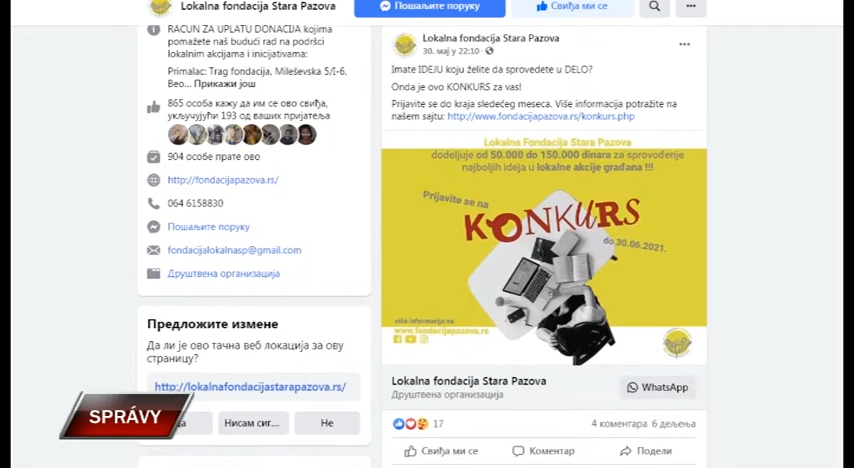 Lokalna fondacija Stara Pazova
Пошаљите поруку
Свиђа ми се
RACUN ZA UPLATU DONACIJA kojima
pomažete naš budući rad na podršci
lokalnim akcijama i inicijativama:
Primalac: Trag fondacija, Mileševska 5/I-6,
Beo... Прикажи још
865 особа кажу да им се ово свиђа,
укључујући 193 од ваших пријатеља
904 особе прате ово
http://fondacijapazova.rs/
064 6158830
Пошаљите поруку
fondacijalokalnasp@gmail.com
Друштвена организација
Предложите измене
Да ли је ово тачна веб локација за ову
страницу?
http://lokalnafondacijastarapazova.rs/
Нисам сиг...
Не
SPRÁVY
Lokalna fondacija Stara Pazova
30. мај у 22:10
Imate IDEJU koju želite da sprovedete u DELO?
Onda je ovo KONKURS za vas!
Prijavite se do kraja sledećeg meseca. Više informacija potražite na
našem sajtu: http://www.fondacijapazova.rs/konkurs.php
Lokalna Fondacija Stara Pazova
dodeljuje od 50.000 do 150.000 dinara za sprovođenje
najboljih ideja u lokalne akcije građana !!!
Prijavite se na
KONKURS
do 30.06.2021.
više informacija na
www.fondacijapazova.rs
Lokalna fondacija Stara Pazova
Друштвена организација
WhatsApp
17
4 коментара 6 дељења
Свиђа ми се
Коментар
Подели